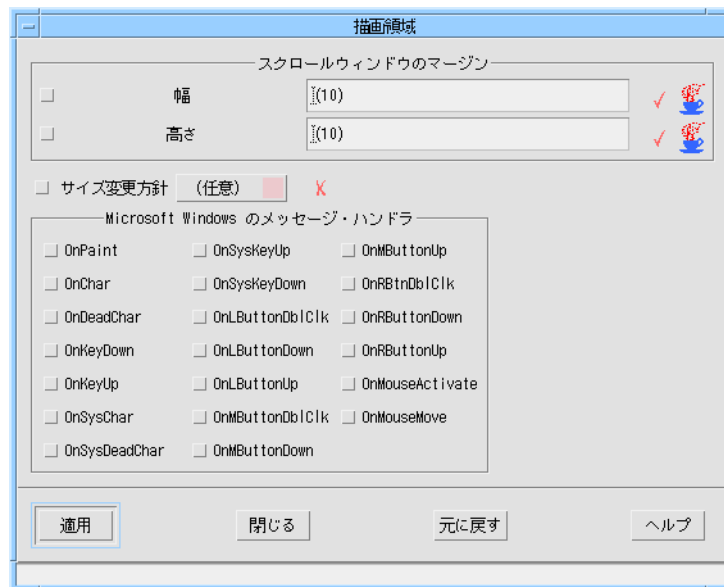 描画領域
スクロールウィンドウのマージン
幅 (10)
高さ (10)
サイズ変更方針 (任意)
Microsoft Windows のメッセージ・ハンドラ
OnPaint OnSysKeyUp OnMButtonUp
OnChar OnSysKeyDown OnRBtnDblClk
OnDeadChar OnLButtonDblClk OnRButtonDown
OnKeyDown OnLButtonDown OnRButtonUp
OnKeyUp OnLButtonUp OnMouseActivate
OnSysChar OnMButtonDblClk OnMouseMove
OnSysDeadChar OnMButtonDown
適用 閉じる 元に戻す ヘルプ